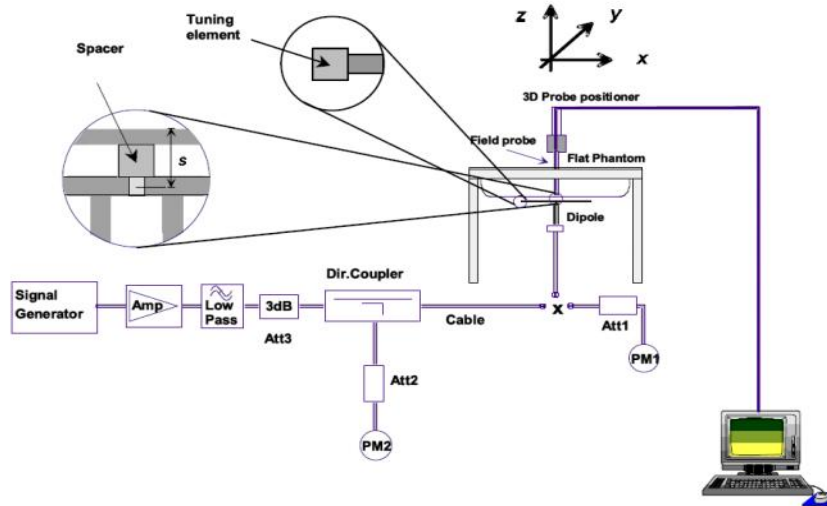 Tuning
element
Spacer
s
z
y
x
3D Probe positioner
Field probe
Flat Phantom
Dipole
Signal
Generator
Amp
Low
Pass
3dB
Att3
Dir.Coupler
Cable
x
Att1
PM1
Att2
PM2